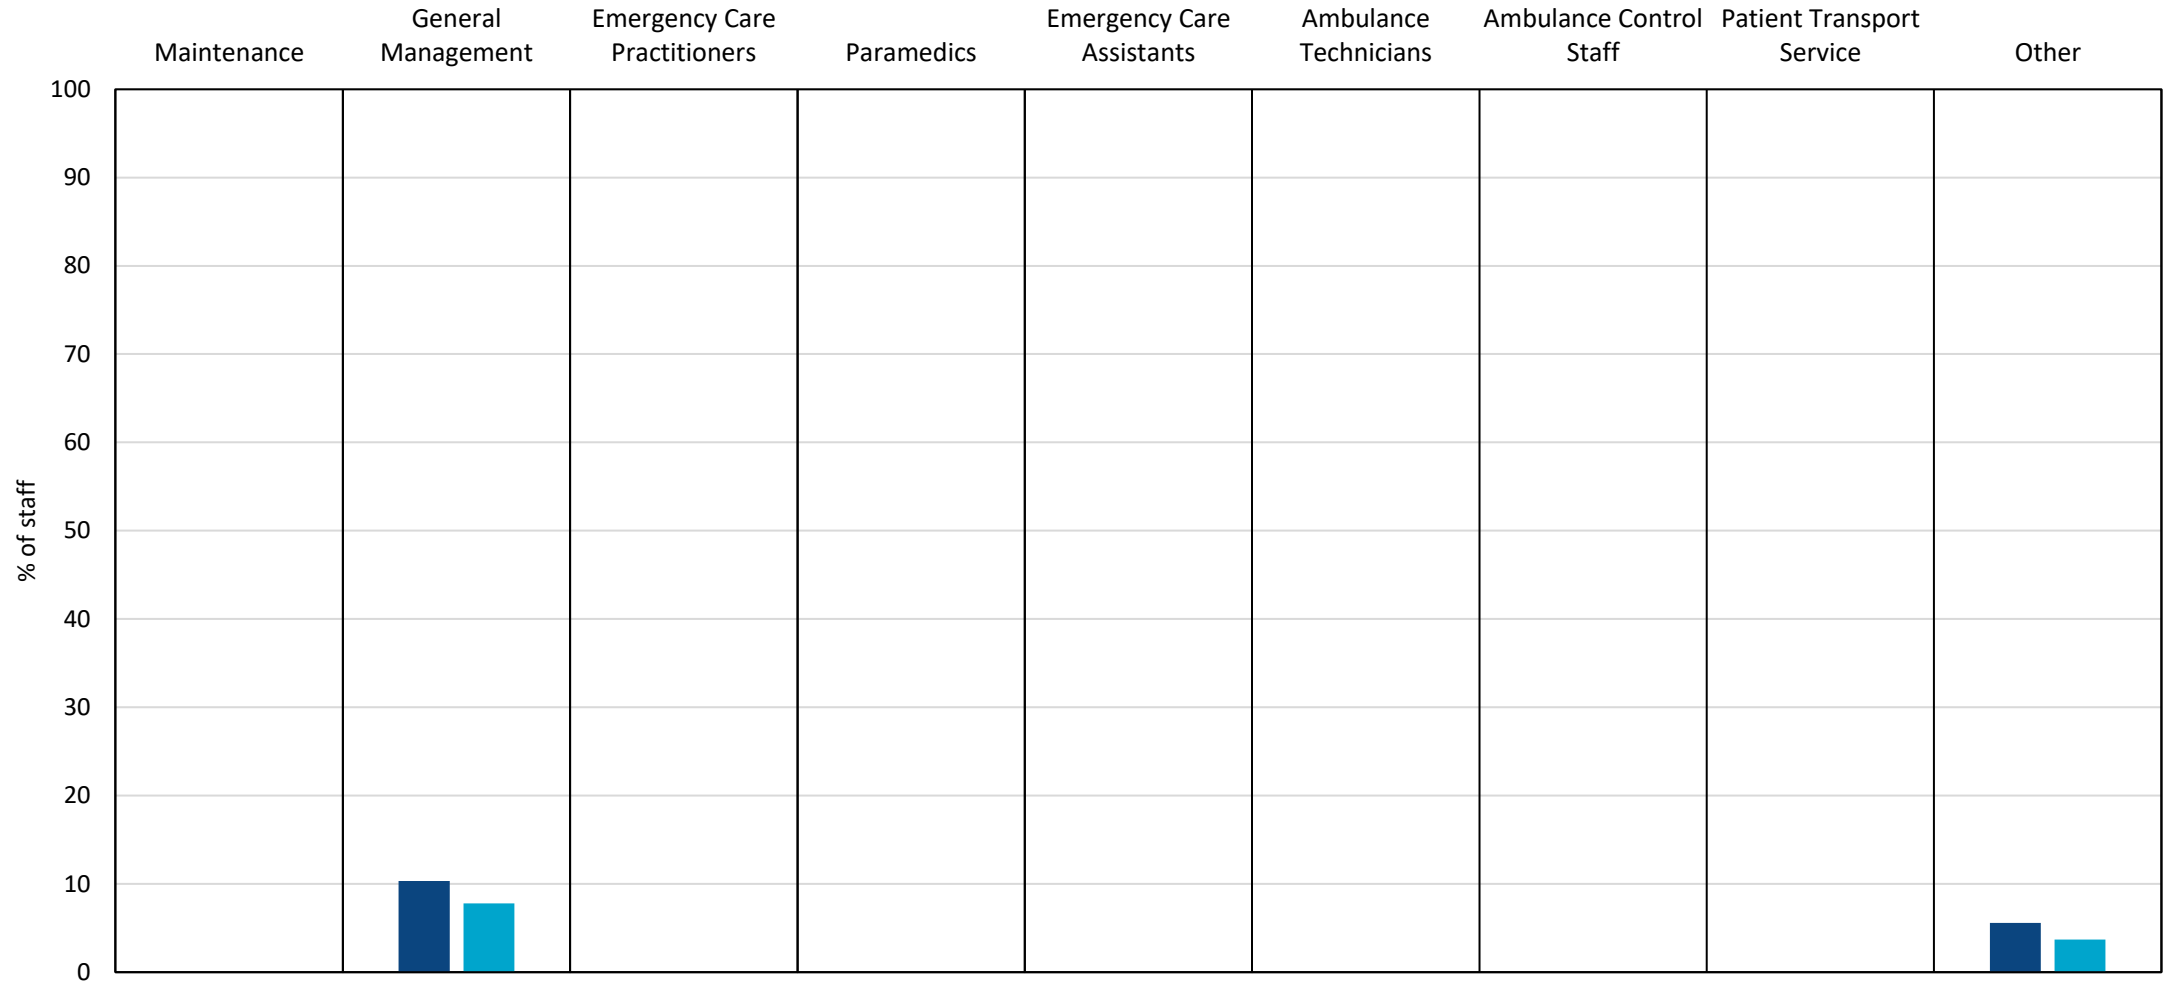 Maintenance
General
Management
Emergency Care
Practitioners
Paramedics
Emergency Care
Assistants
Ambulance
Technicians
Ambulance Control
Staff
Patient Transport
Service
Other
100
90
80
70
60
50
40
30
20
10
0
% of staff